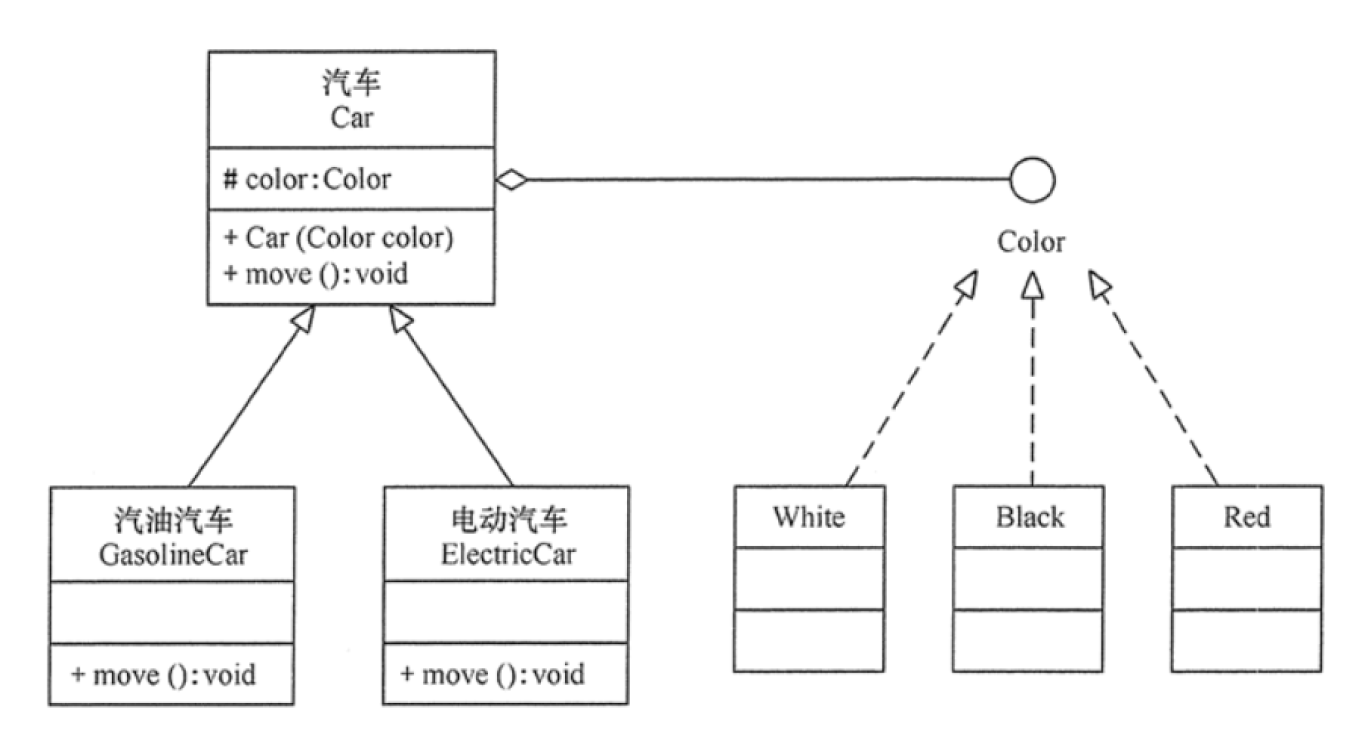 汽车
Car
# color:Color
+ Car (Color color)
+ move ():void
Color
汽油汽车
GasolineCar
+ move ():void
电动汽车
ElectricCar
+ move ():void
White
Black
Red